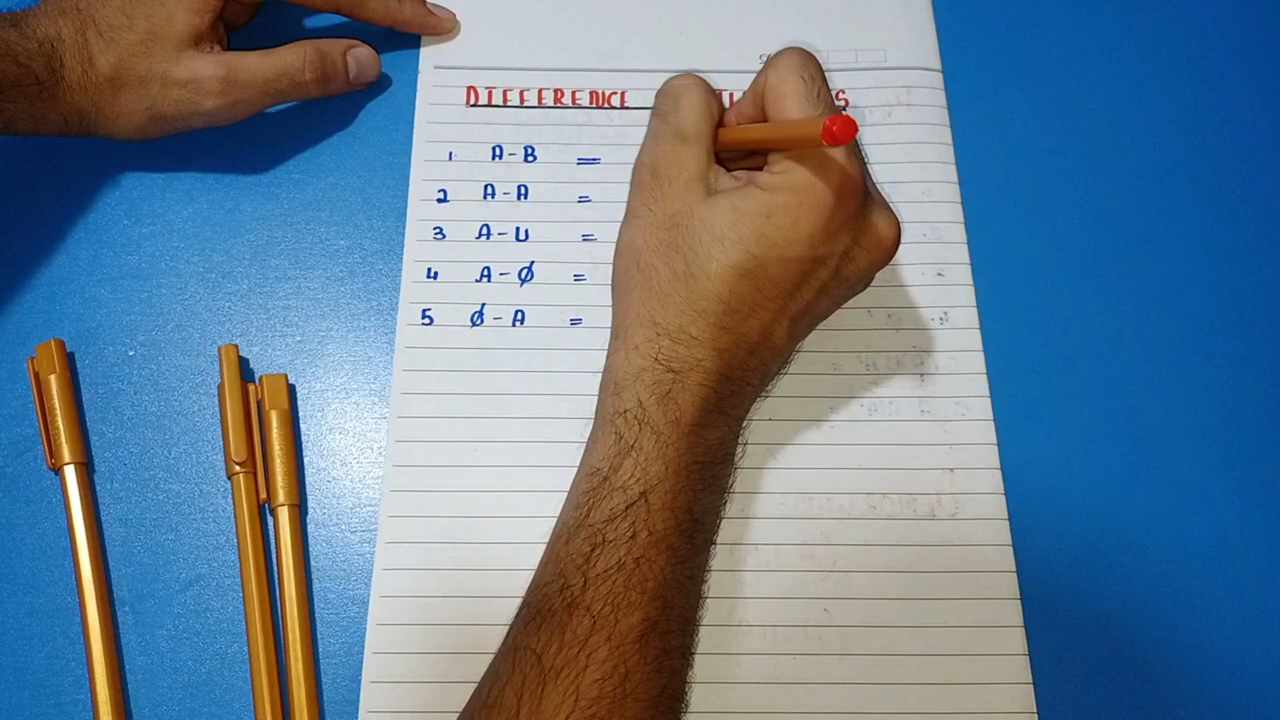 DIFFERENCE
1. A-B =
2 A-A =
3 A-U =
4 A-ø =
5 ø-A =